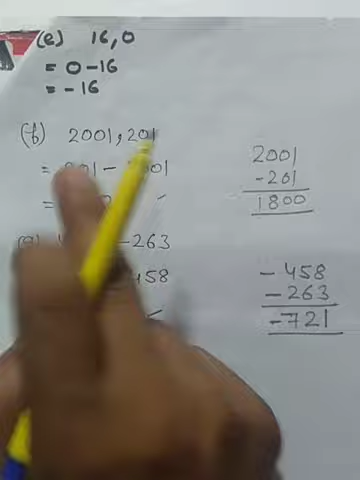 (e) 16, 0
= 0 - 16
= - 16
(f) 2001, 201
=
=
- 263
458
2001
- 201
1800
- 458
- 263
- 721